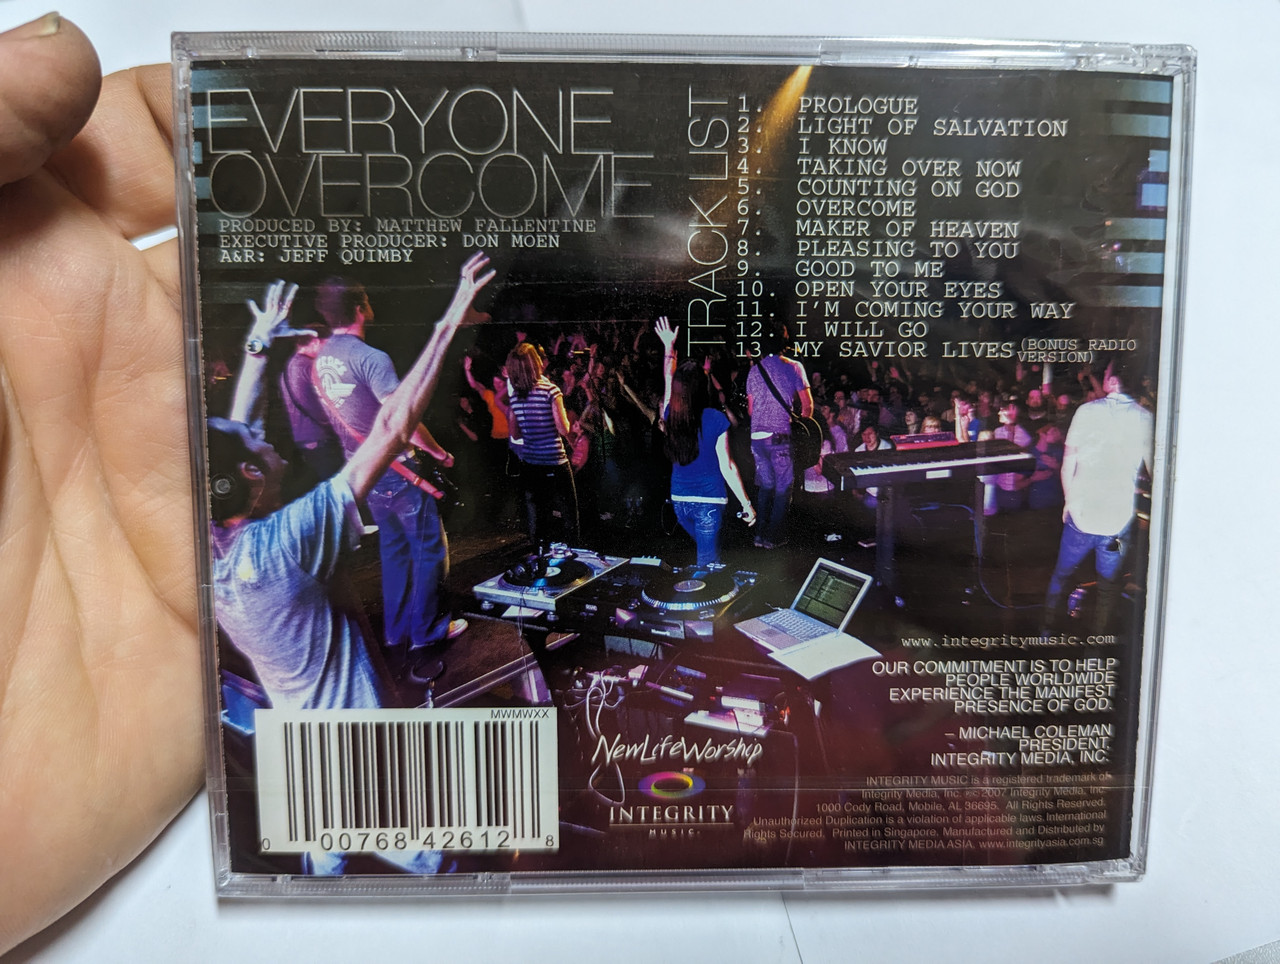 EVERYONE
OVERCOME
PRODUCED BY: MATTHEW FALLENTINE
EXECUTIVE PRODUCER: DON MOEN
A&R: JEFF QUIMBY
TRACK LIST
1. PROLOGUE
2. LIGHT OF SALVATION
3. I KNOW
4. TAKING OVER NOW
5. COUNTING ON GOD
6. OVERCOME
7. MAKER OF HEAVEN
8. PLEASING TO YOU
9. GOOD TO ME
10. OPEN YOUR EYES
11. I'M COMING YOUR WAY
12. I WILL GO
13. MY SAVIOR LIVES (BONUS RADIO
VERSION)
www.integritymusic.com
OUR COMMITMENT IS TO HELP
PEOPLE WORLDWIDE
EXPERIENCE THE MANIFEST
PRESENCE OF GOD.
– MICHAEL COLEMAN
PRESIDENT,
INTEGRITY MEDIA, INC.
MWMWXX
0 00768 42612 8
NewLifeWorship
INTEGRITY
MUSIC
INTEGRITY MUSIC is a registered trademark of
Integrity Media, Inc. ℗© 2007 Integrity Media, Inc.
1000 Cody Road, Mobile, AL 36695. All Rights Reserved.
Unauthorized Duplication is a violation of applicable laws. International
Rights Secured. Printed in Singapore. Manufactured and Distributed by
INTEGRITY MEDIA ASIA. www.integrityasia.com.sg